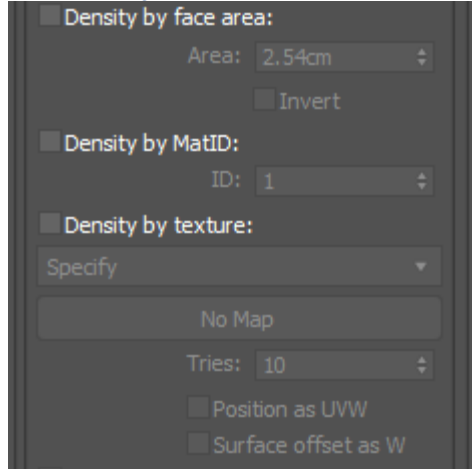 Density by face area:
Area: 2.54cm
Invert
Density by MatID:
ID: 1
Density by texture:
Specify
No Map
Tries: 10
Position as UVW
Surface offset as W